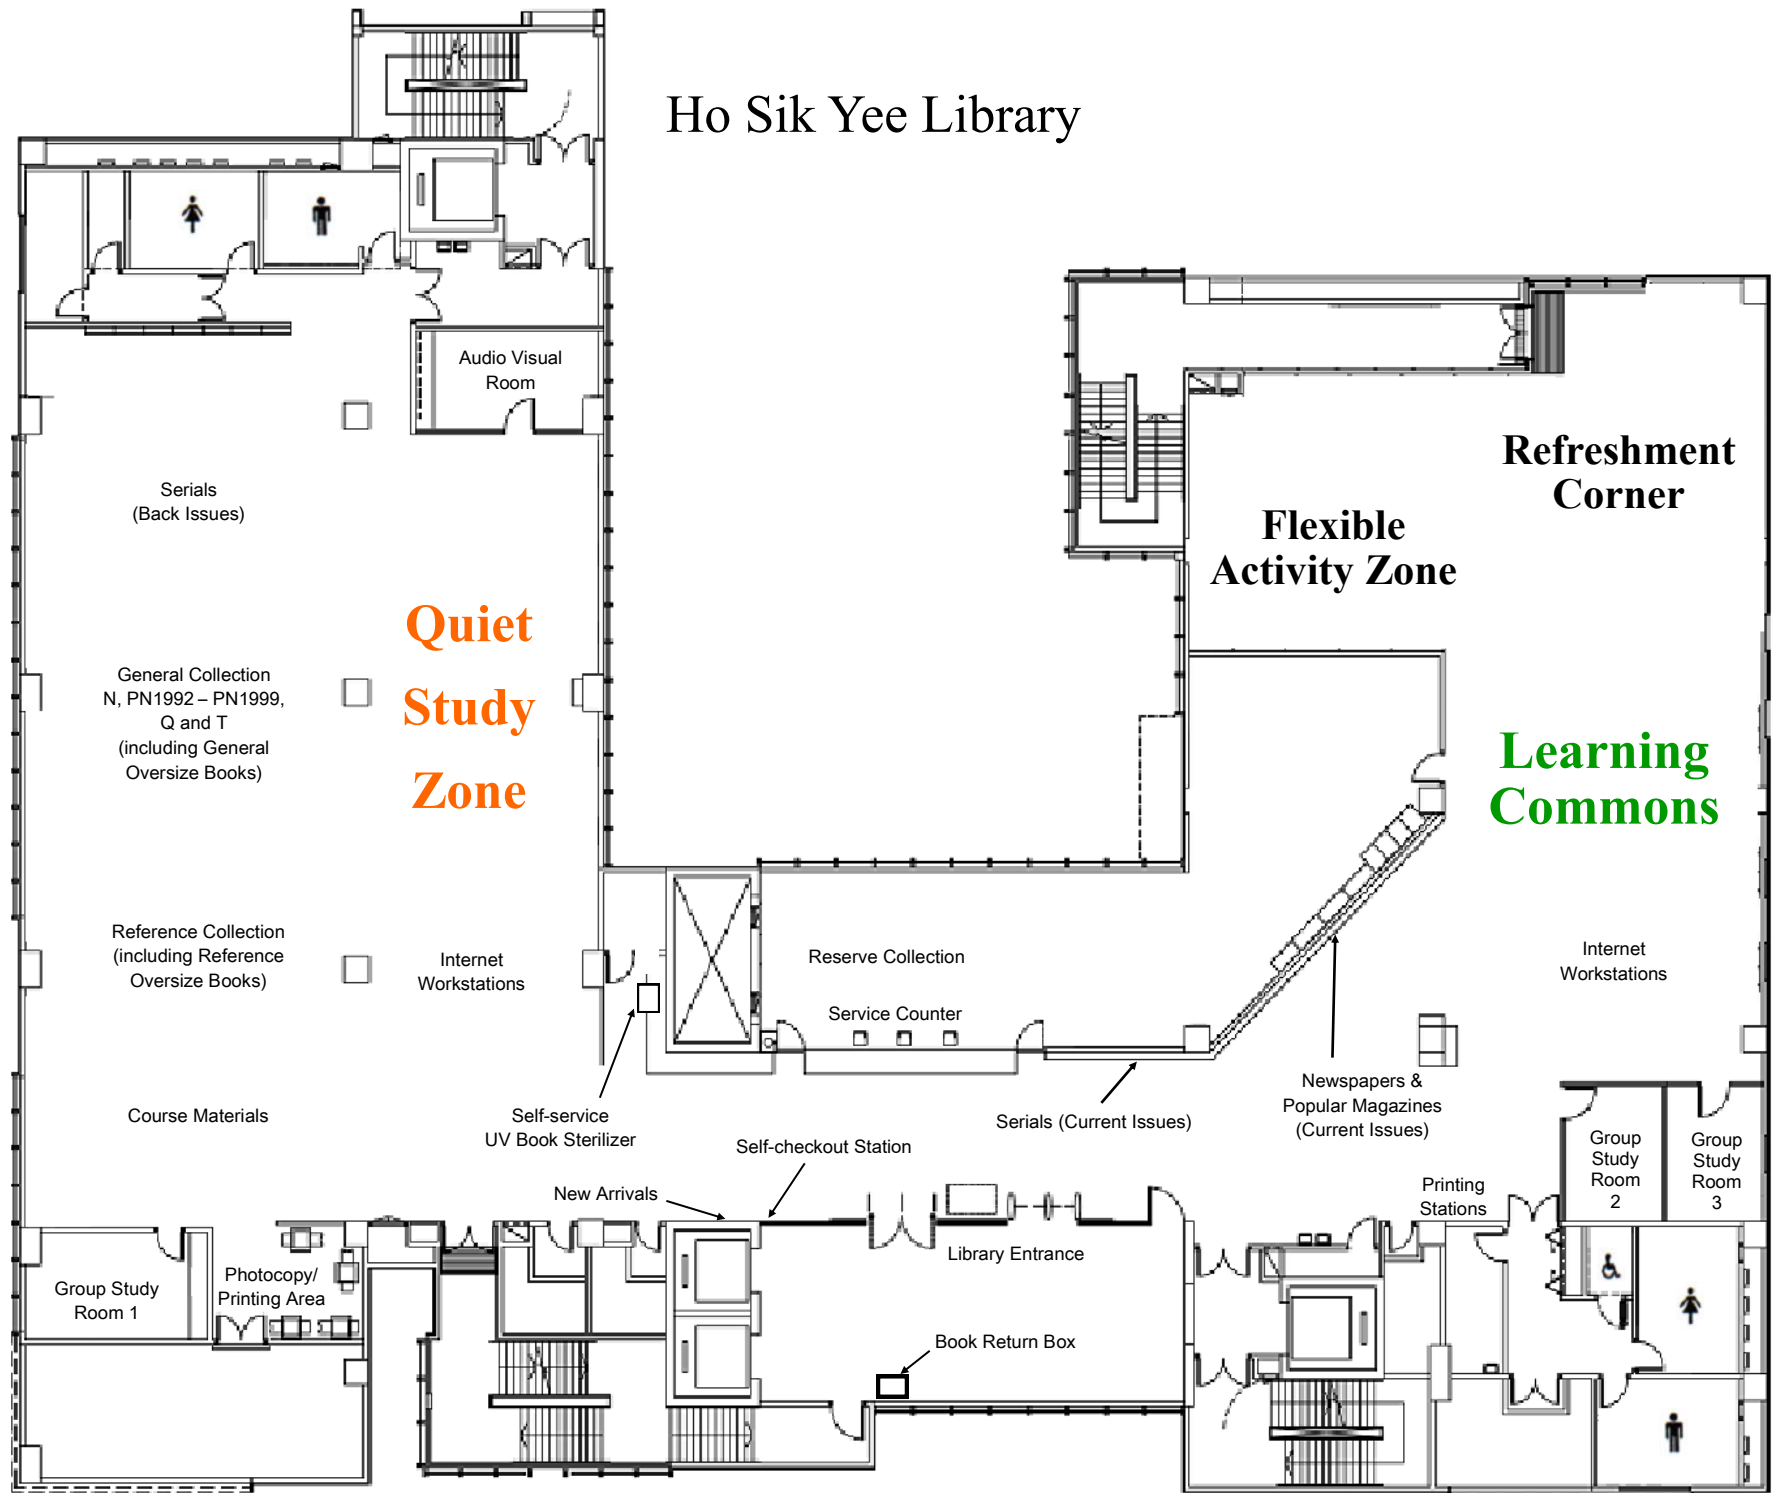 Ho Sik Yee Library
Audio Visual
Room
Serials
(Back Issues)
Refreshment
Corner
Flexible
Activity Zone
Quiet
Study
Zone
General Collection
N, PN1992 – PN1999,
Q and T
(including General
Oversize Books)
Learning
Commons
Reference Collection
(including Reference
Oversize Books)
Internet
Workstations
Reserve Collection
Service Counter
Internet
Workstations
Course Materials
Self-service
UV Book Sterilizer
Serials (Current Issues)
Newspapers &
Popular Magazines
(Current Issues)
Self-checkout Station
New Arrivals
Group
Study
Room
2
Group
Study
Room
3
Printing
Stations
Library Entrance
Group Study
Room 1
Photocopy/
Printing Area
Book Return Box